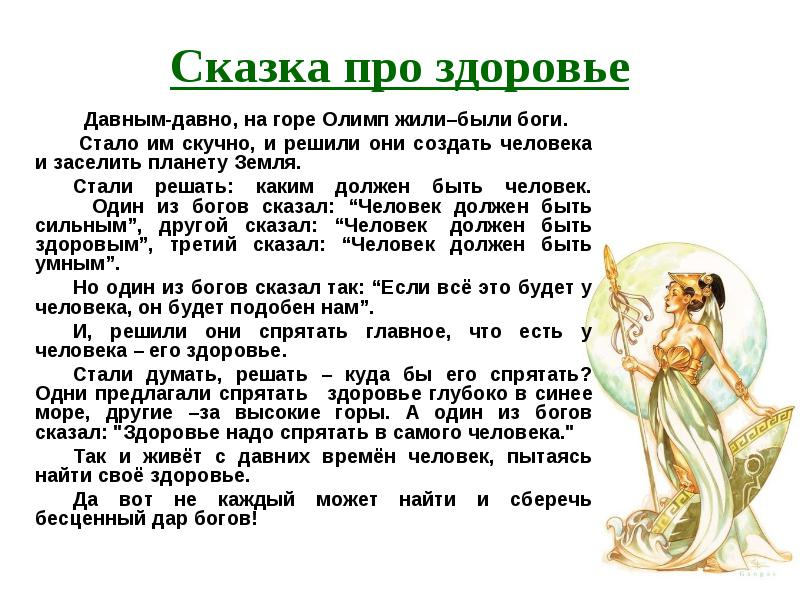 Сказка про здоровье
Давным-давно, на горе Олимп жили–были боги.
Стало им скучно, и решили они создать человека
и заселить планету Земля.
Стали решать: каким должен быть человек.
Один из богов сказал: “Человек должен быть
сильным”, другой сказал: “Человек должен быть
здоровым”, третий сказал: “Человек должен быть
умным”.
Но один из богов сказал так: “Если всё это будет у
человека, он будет подобен нам”.
И, решили они спрятать главное, что есть у
человека – его здоровье.
Стали думать, решать – куда бы его спрятать?
Одни предлагали спрятать здоровье глубоко в синее
море, другие –за высокие горы. А один из богов
сказал: "Здоровье надо спрятать в самого человека."
Так и живёт с давних времён человек, пытаясь
найти своё здоровье.
Да вот не каждый может найти и сберечь
бесценный дар богов!